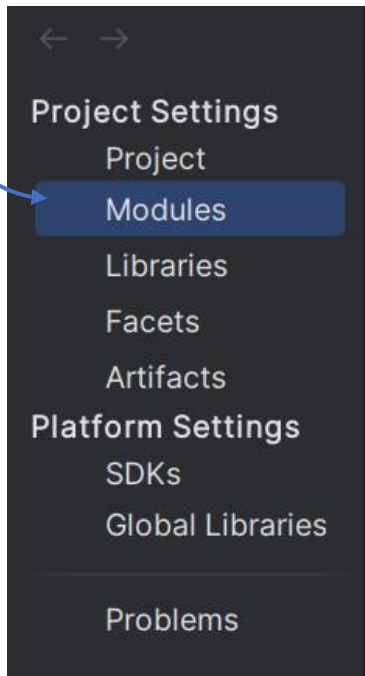 Project Settings
Project
Modules
Libraries
Facets
Artifacts
Platform Settings
SDKs
Global Libraries
Problems